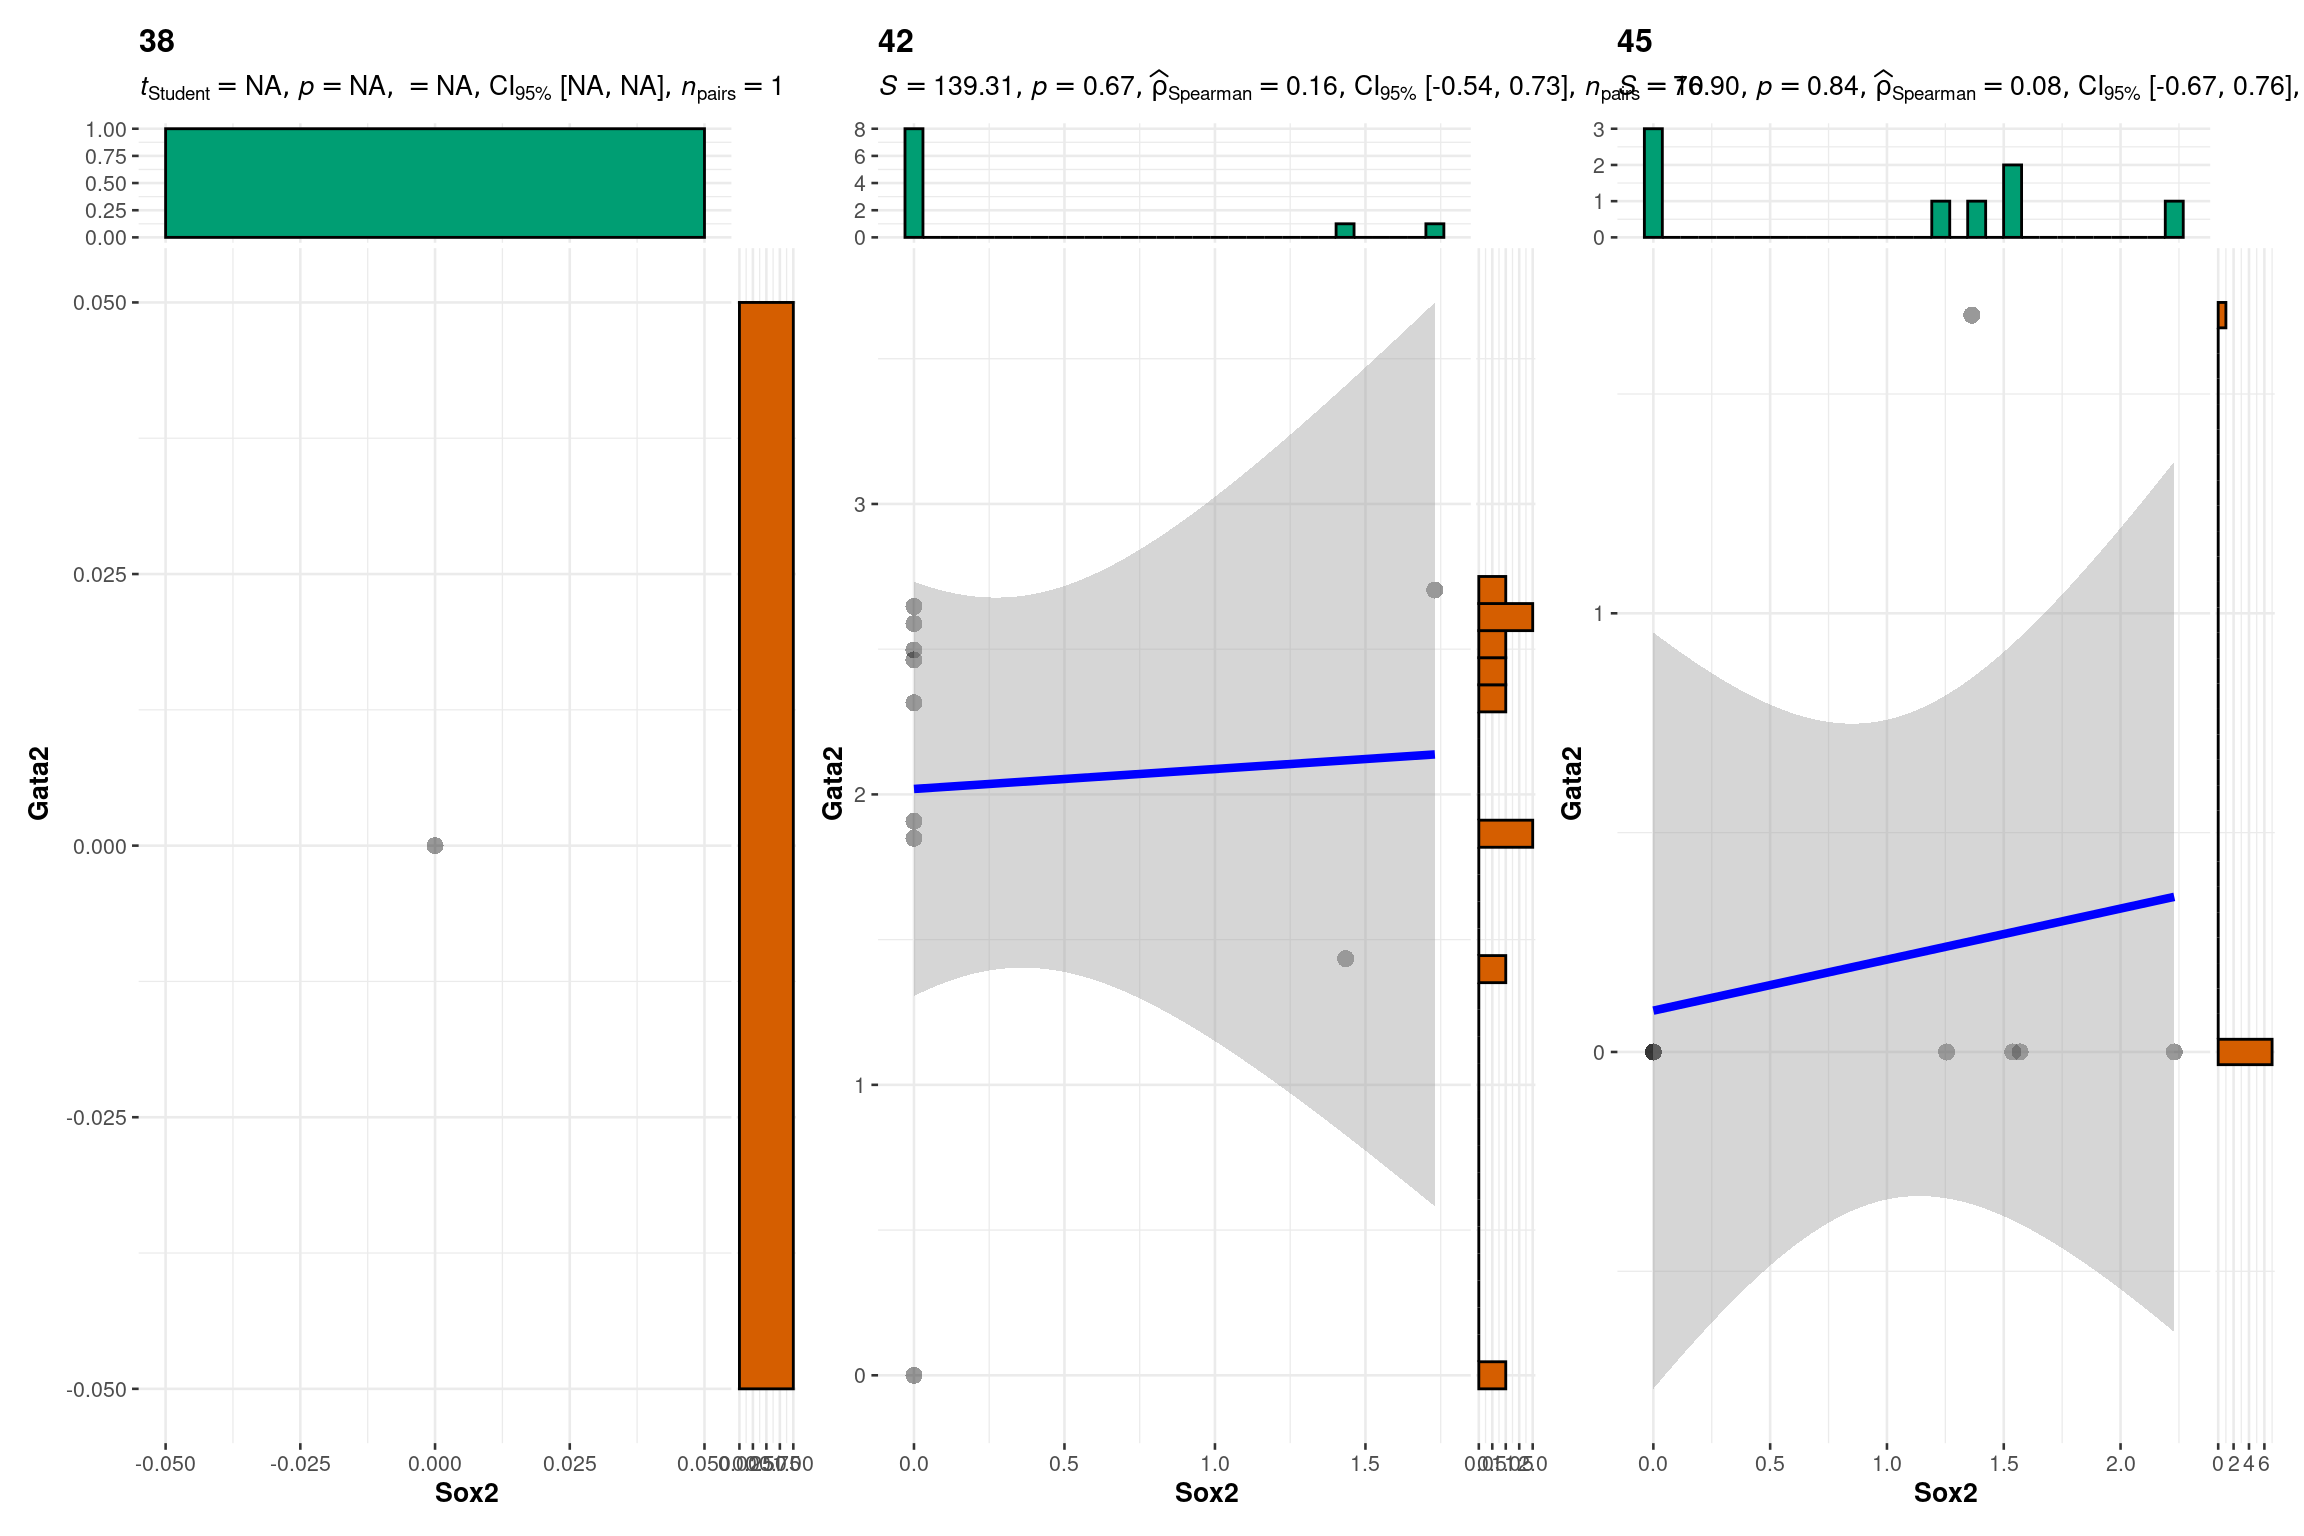 38 42 45
tStudent = NA, p = NA, = NA, CI95% [NA, NA], npairs = 1
S = 139.31, p = 0.67, ρ̂Spearman = 0.16, CI95% [-0.54, 0.73], npairs = 10
S = 76.90, p = 0.84, ρ̂Spearman = 0.08, CI95% [-0.67, 0.76],
1.00
0.75
0.50
0.25
0.00
8
6
4
2
0
3
2
1
0
0.050
0.025
0.000
-0.025
-0.050
Gata2
3
2
1
0
Gata2
1
0
Gata2
-0.050 -0.025 0.000 0.025 0.050
0.0 0.5 1.0 1.5
0.0 0.5 1.0 1.5 2.0
0 2 4 6
Sox2 Sox2 Sox2